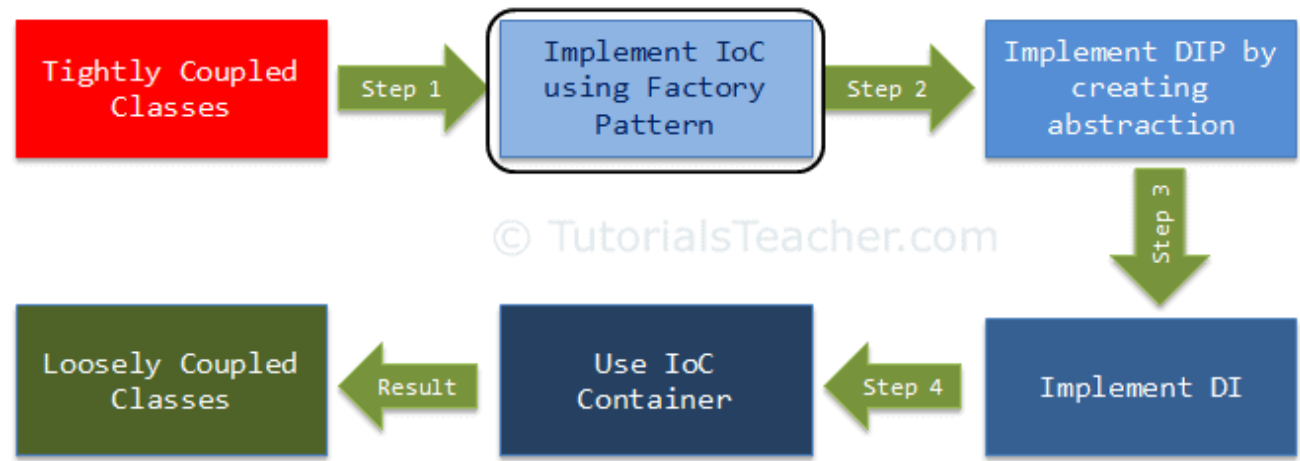 Tightly Coupled
Classes
Step 1
Implement IoC
using Factory
Pattern
Step 2
Implement DIP by
creating
abstraction
Step 3
© TutorialsTeacher.com
Implement DI
Step 4
Use IoC
Container
Result
Loosely Coupled
Classes